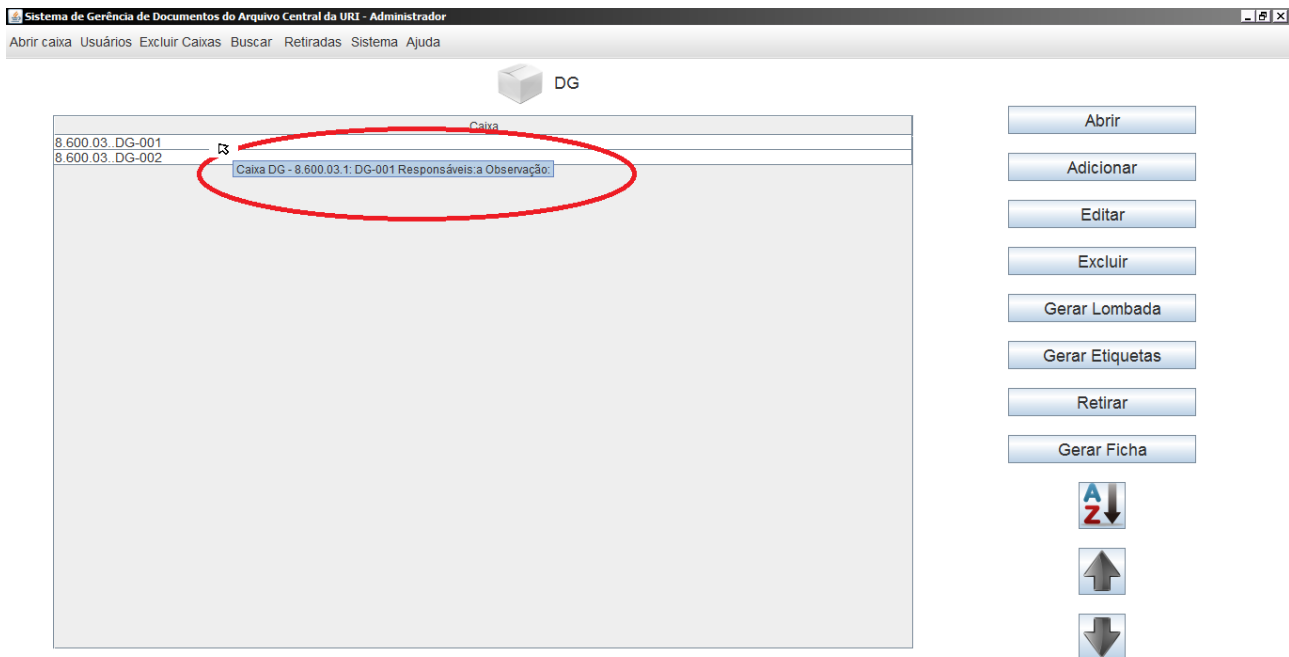 Sistema de Gerência de Documentos do Arquivo Central da URI - Administrador
Abrir caixa Usuários Excluir Caixas Buscar Retiradas Sistema Ajuda
DG
Caixa
8.600.03..DG-001
8.600.03..DG-002
Caixa DG - 8.600.03.1: DG-001 Responsáveis:a Observação:
Abrir
Adicionar
Editar
Excluir
Gerar Lombada
Gerar Etiquetas
Retirar
Gerar Ficha
A
Z